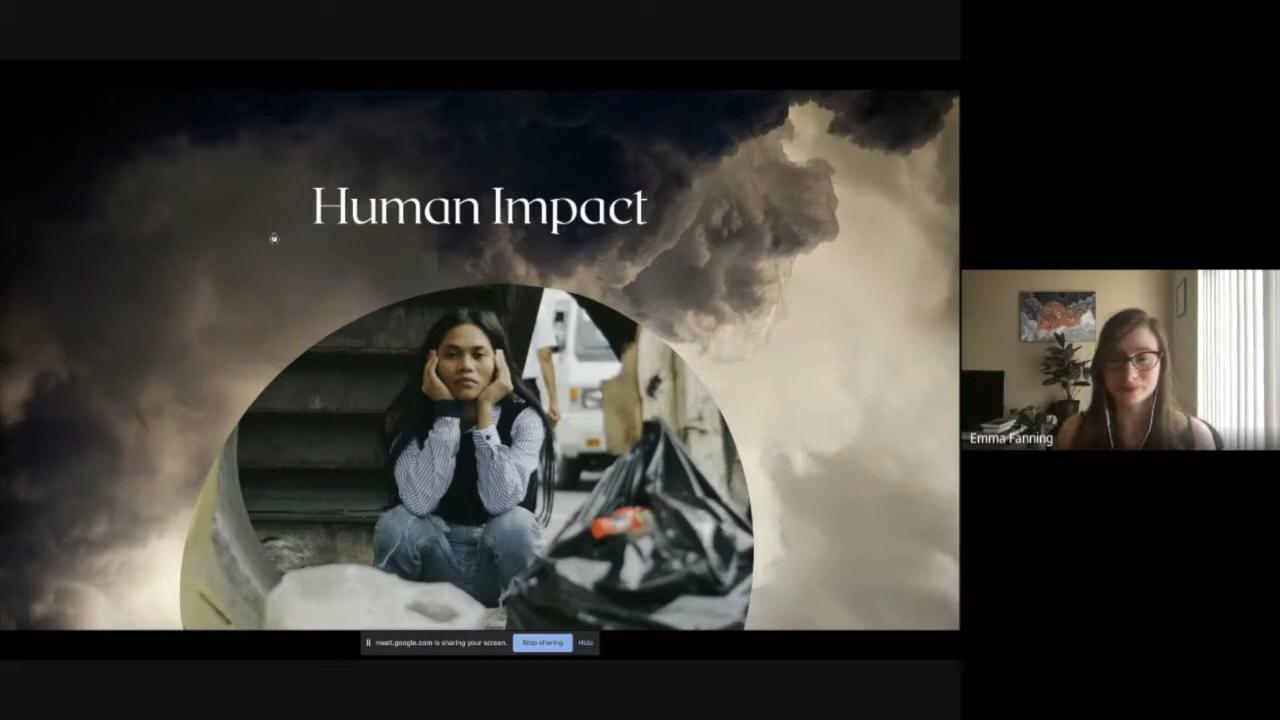 Human Impact
Emma Fanning
meet.google.com is sharing your screen.
Stop sharing
Hide